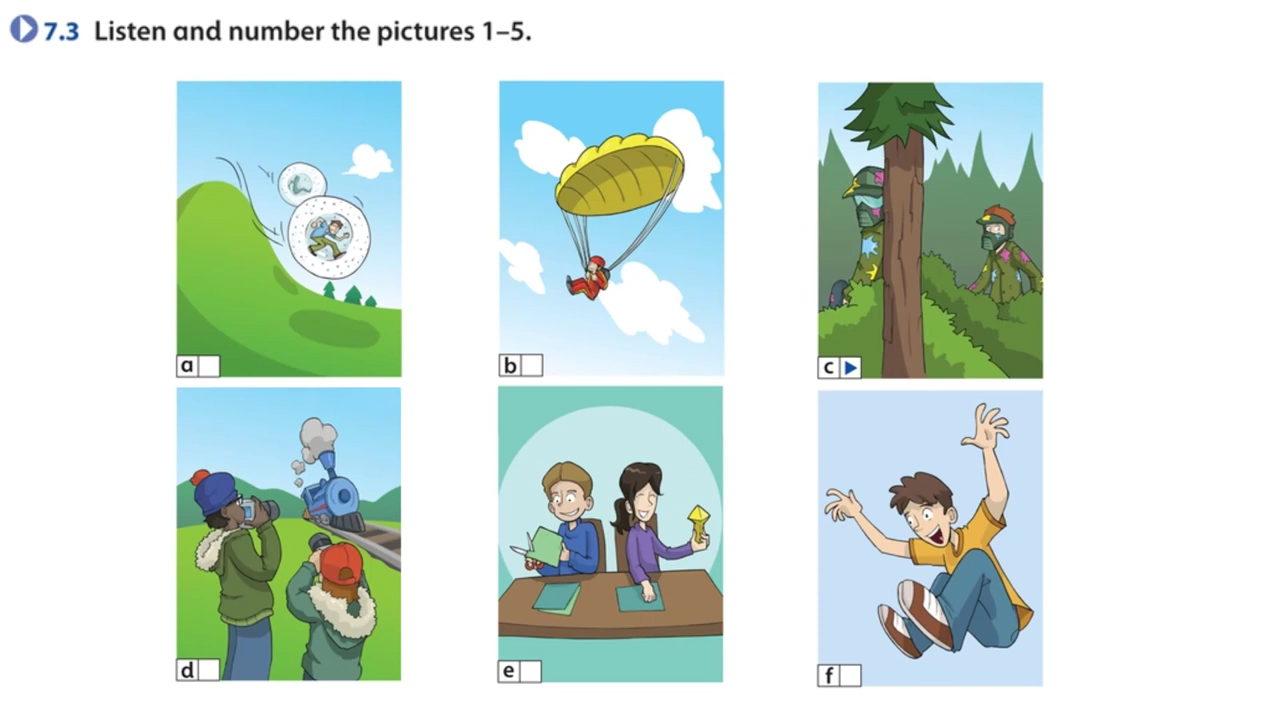 7.3 Listen and number the pictures 1–5.
a
b
c
d
e
f